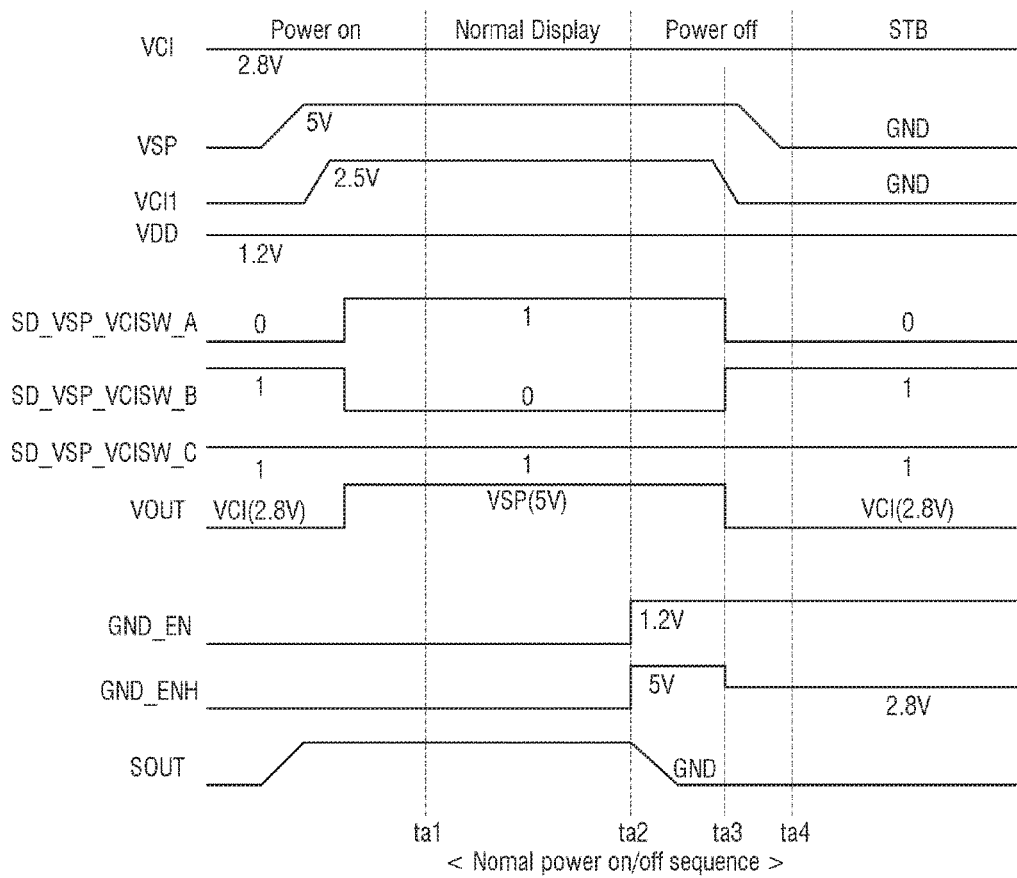 Power on Normal Display Power off STB
VCI
2.8V
5V
VSP GND
2.5V
VCI1 GND
VDD
1.2V
SD_VSP_VCISW_A 0 1 0
SD_VSP_VCISW_B 1 0 1
SD_VSP_VCISW_C 1 1 1
VOUT VCI(2.8V) VSP(5V) VCI(2.8V)
GND_EN 1.2V
GND_ENH 5V 2.8V
SOUT GND
ta1 ta2 ta3 ta4
< Nomal power on/off sequence >